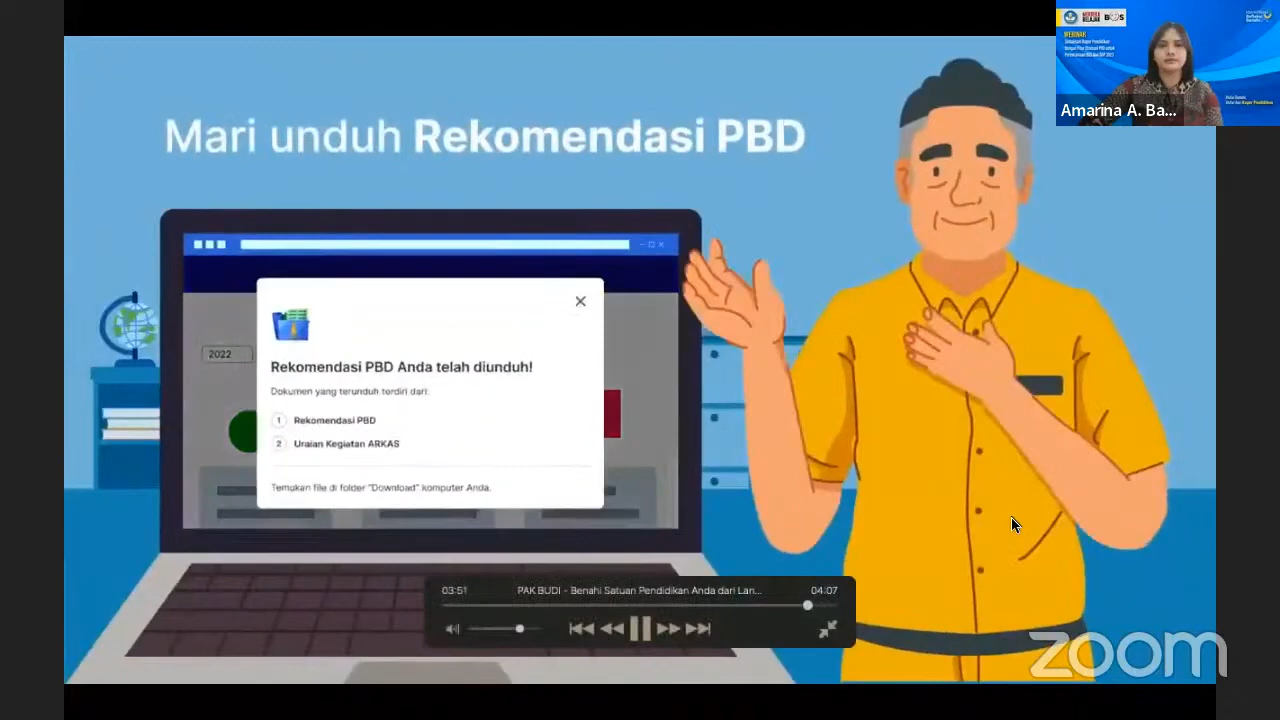 Mari unduh Rekomendasi PBD
2022
Rekomendasi PBD Anda telah diunduh!
Dokumen yang terunduh terdiri dari:
1 Rekomendasi PBD
2 Uraian Kegiatan ARKAS
Temukan file di folder "Download" komputer Anda.
03:51
PAK BUDI - Benahi Satuan Pendidikan Anda dari Lan...
04:07
WEBINAR
Amarina A. Ba...
zoom